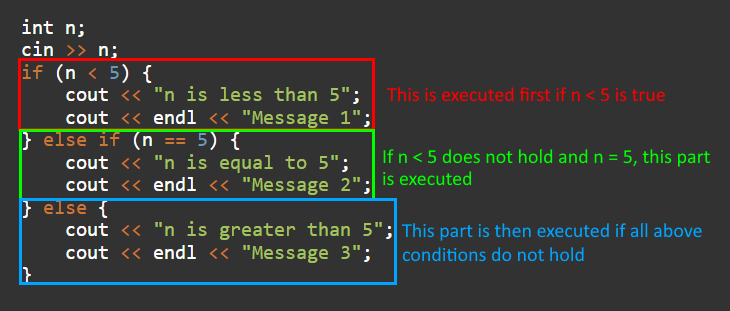 int n;
cin >> n;
if (n < 5) {
cout << "n is less than 5";
cout << endl << "Message 1";
This is executed first if n < 5 is true
} else if (n == 5) {
cout << "n is equal to 5";
cout << endl << "Message 2";
If n < 5 does not hold and n = 5, this part
is executed
} else {
cout << "n is greater than 5";
cout << endl << "Message 3";
}
This part is then executed if all above
conditions do not hold